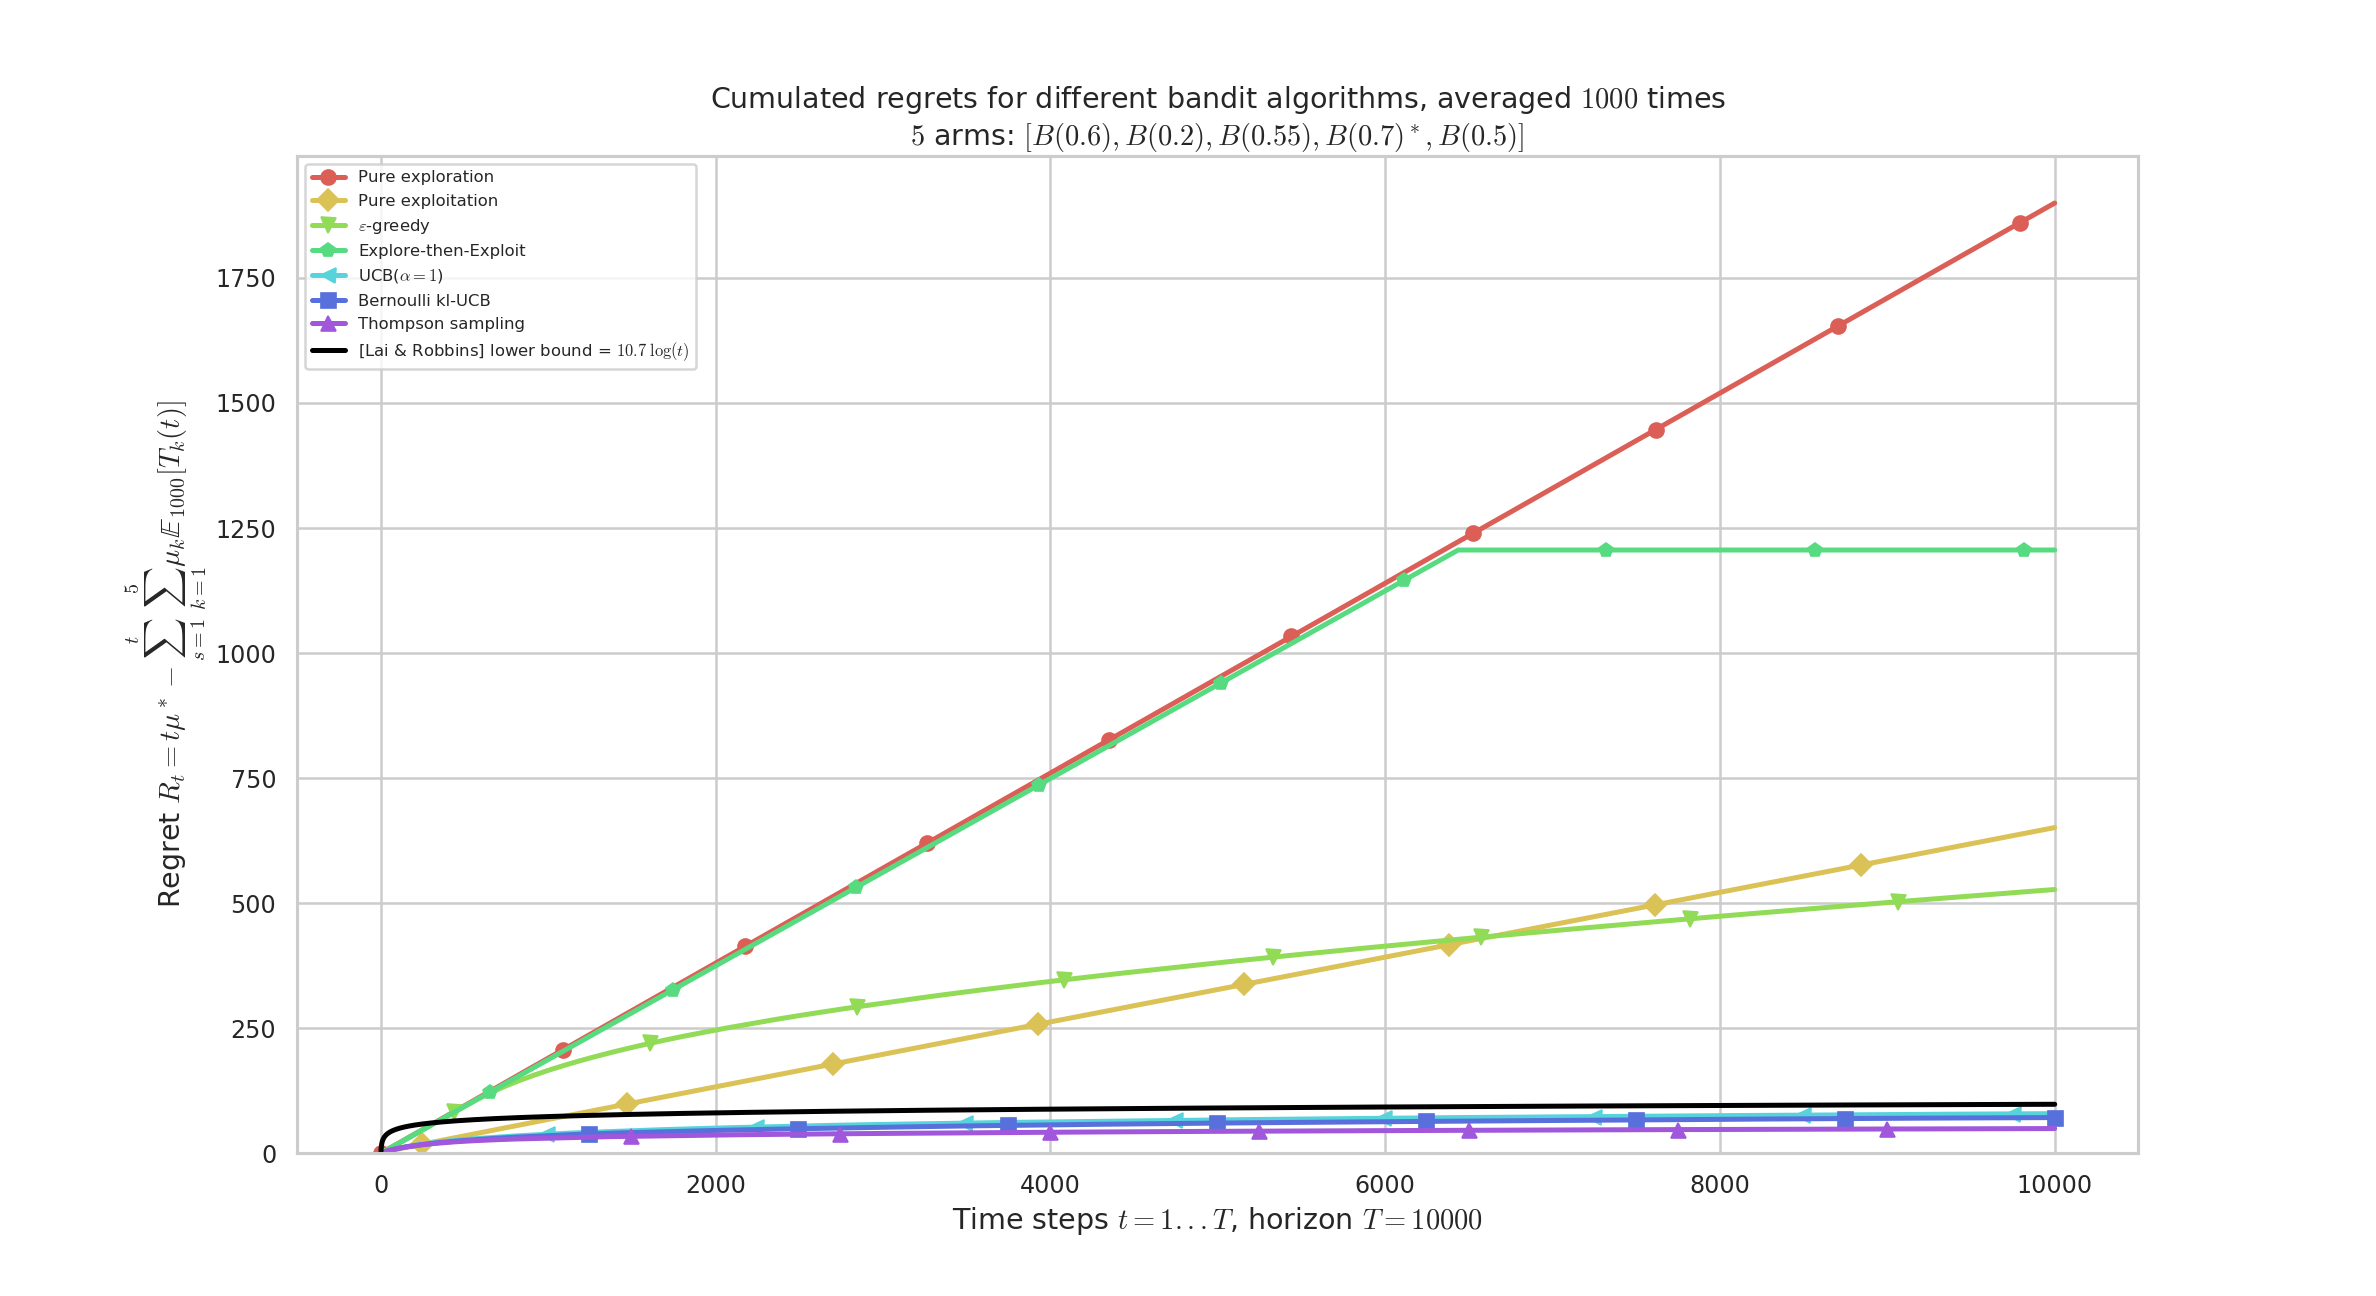 Cumulated regrets for different bandit algorithms, averaged 1000 times
5 arms: [B(0.6), B(0.2), B(0.55), B(0.7)*, B(0.5)]
Pure exploration
Pure exploitation
ε-greedy
Explore-then-Exploit
UCB(α = 1)
Bernoulli kl-UCB
Thompson sampling
[Lai & Robbins] lower bound = 10.7 log(t)
Regret R_t = tμ* − ∑_{s=1}^{t} ∑_{k=1}^{5} μ_k 𝔼_{1000}[T_k(t)]
1750
1500
1250
1000
750
500
250
0
0 2000 4000 6000 8000 10000
Time steps t = 1...T, horizon T = 10000